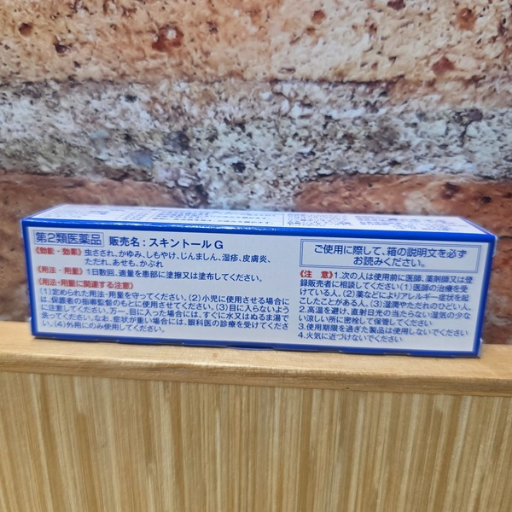 第2類医薬品 販売名：スキントールG
《効能・効果》虫さされ、かゆみ、しもやけ、じんましん、湿疹、皮膚炎、
ただれ、あせも、かぶれ
《用法・用量》1日数回、適量を患部に塗擦又は塗布してください。
《用法・用量に関連する注意》
(1)定められた用法・用量を守ってください。(2)小児に使用させる場合に
は、保護者の指導監督のもとに使用させてください。(3)目に入らないよう
注意してください。万一、目に入った場合には、すぐに水又はぬるま湯で
洗ってください。なお、症状が重い場合には、眼科医の診療を受けてくださ
い。(4)外用にのみ使用してください。
ご使用に際して、箱の説明文を必ず
お読みください。
《注 意》1.次の人は使用前に医師、薬剤師又は登
録販売者に相談してください(1)医師の治療を受
けている人。(2)薬などによりアレルギー症状を起
こしたことがある人。(3)湿潤やただれのひどい人。
2.高温を避け、直射日光の当たらない湿気の少な
い涼しい所に密栓して保管してください
3.使用期限を過ぎた製品は使用しないでください
4.火気に近づけないでください